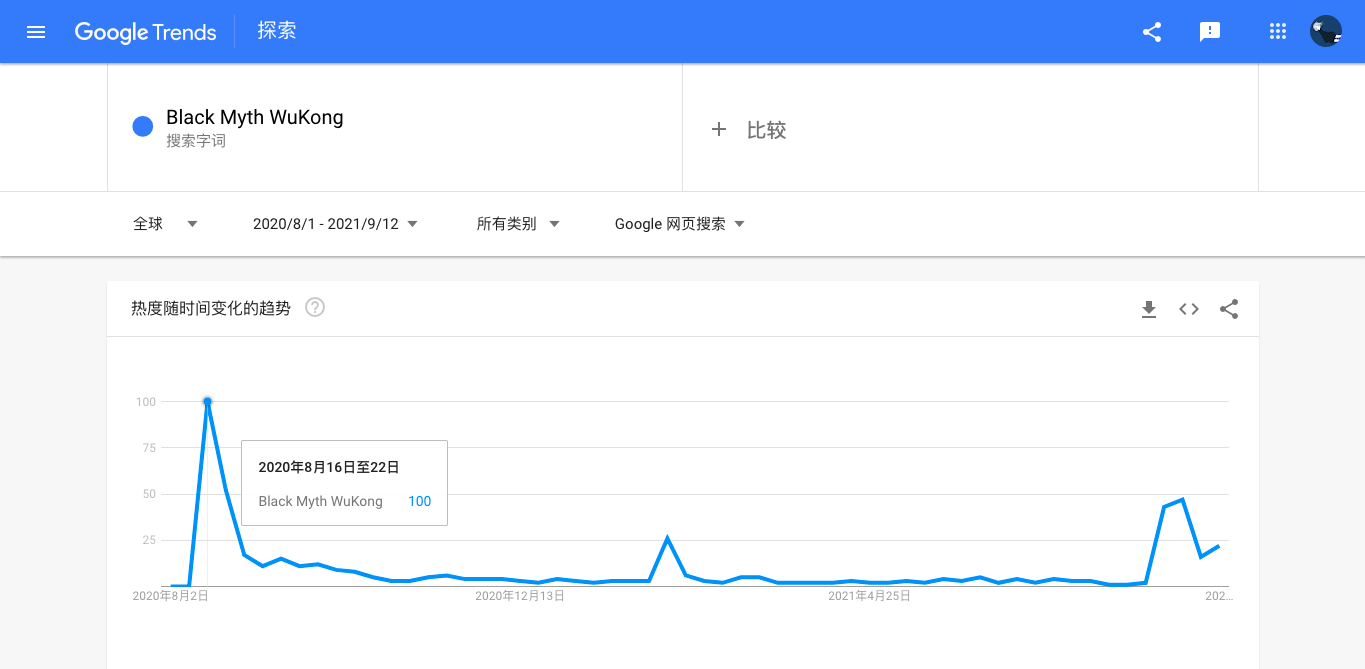 Google Trends 探索
Black Myth WuKong
搜索字词
+ 比较
全球 2020/8/1 - 2021/9/12 所有类别 Google 网页搜索
热度随时间变化的趋势 ?
100
75
50
25
2020年8月16日至22日
Black Myth WuKong 100
2020年8月2日 2020年12月13日 2021年4月25日 202...